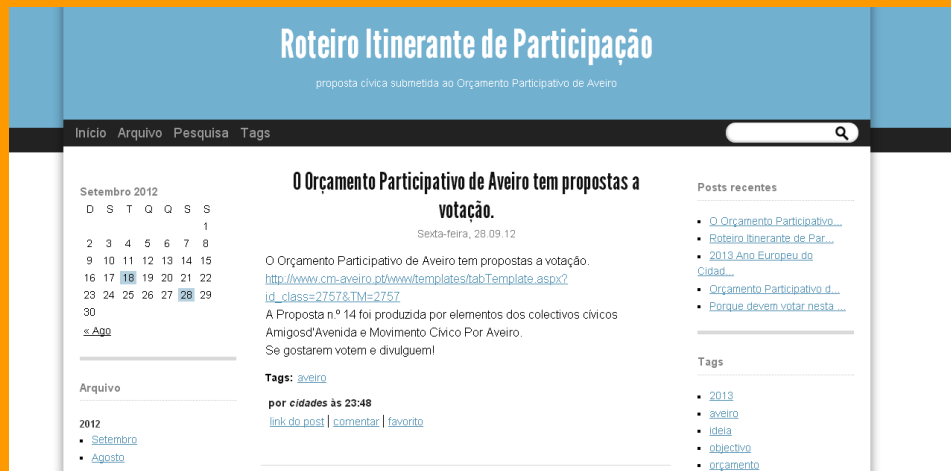 Roteiro Itinerante de Participação
proposta cívica submetida ao Orçamento Participativo de Aveiro
Início Arquivo Pesquisa Tags
Setembro 2012
D S T Q Q S S
1
2 3 4 5 6 7 8
9 10 11 12 13 14 15
16 17 18 19 20 21 22
23 24 25 26 27 28 29
30
« Ago
Arquivo
2012
Setembro
Agosto
O Orçamento Participativo de Aveiro tem propostas a
votação.
Sexta-feira, 28.09.12
O Orçamento Participativo de Aveiro tem propostas a votação.
http://www.cm-aveiro.pt/www/templates/tabTemplate.aspx?
id_class=2757&TM=2757
A Proposta n.º 14 foi produzida por elementos dos colectivos cívicos
Amigosd'Avenida e Movimento Cívico Por Aveiro.
Se gostarem votem e divulguem!
Tags: aveiro
por cidades às 23:48
link do post | comentar | favorito
Posts recentes
O Orçamento Participativo...
Roteiro Itinerante de Par...
2013 Ano Europeu do
Cidad...
Orçamento Participativo d...
Porque devem votar nesta ...
Tags
2013
aveiro
ideia
objectivo
orçamento